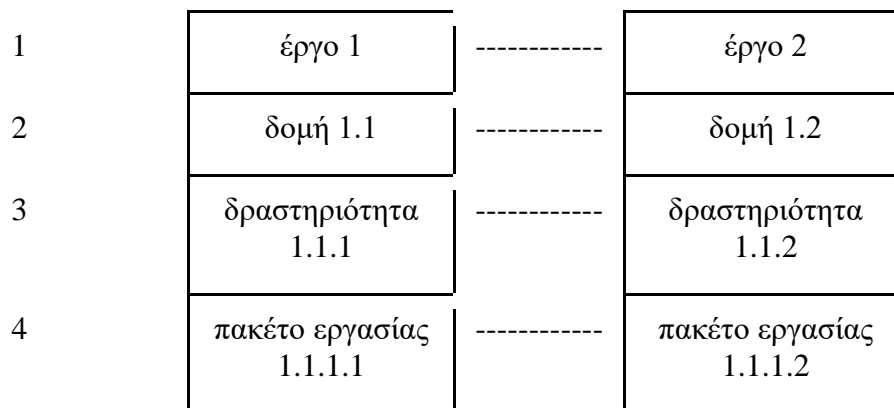 1 έργο 1 ------------ έργο 2
2 δομή 1.1 ------------ δομή 1.2
3 δραστηριότητα ------------ δραστηριότητα
1.1.1 1.1.2
4 πακέτο εργασίας ------------ πακέτο εργασίας
1.1.1.1 1.1.1.2